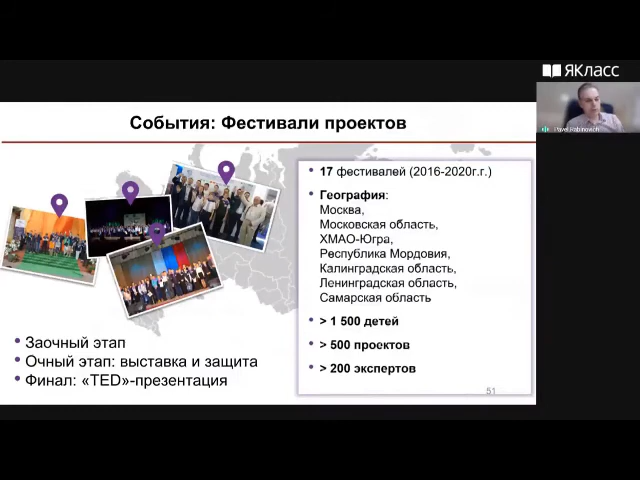 ЯКласс
Pavel Rabinovich
События: Фестивали проектов
• 17 фестивалей (2016-2020г.г.)
• География:
Москва,
Московская область,
ХМАО-Югра,
Республика Мордовия,
Калининградская область,
Ленинградская область,
Самарская область
• > 1 500 детей
• > 500 проектов
• > 200 экспертов
• Заочный этап
• Очный этап: выставка и защита
• Финал: «TED»-презентация
51